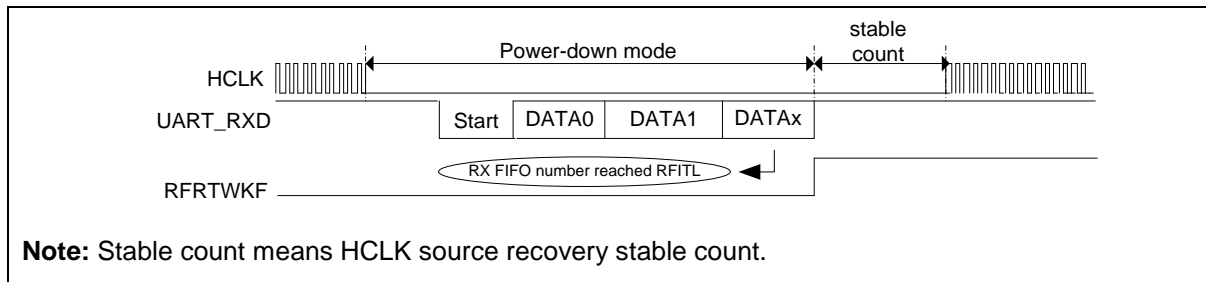 stable
count
Power-down mode
HCLK
UART_RXD
Start DATA0 DATA1 DATAx
RX FIFO number reached RFITL
RFRTWKF
Note: Stable count means HCLK source recovery stable count.